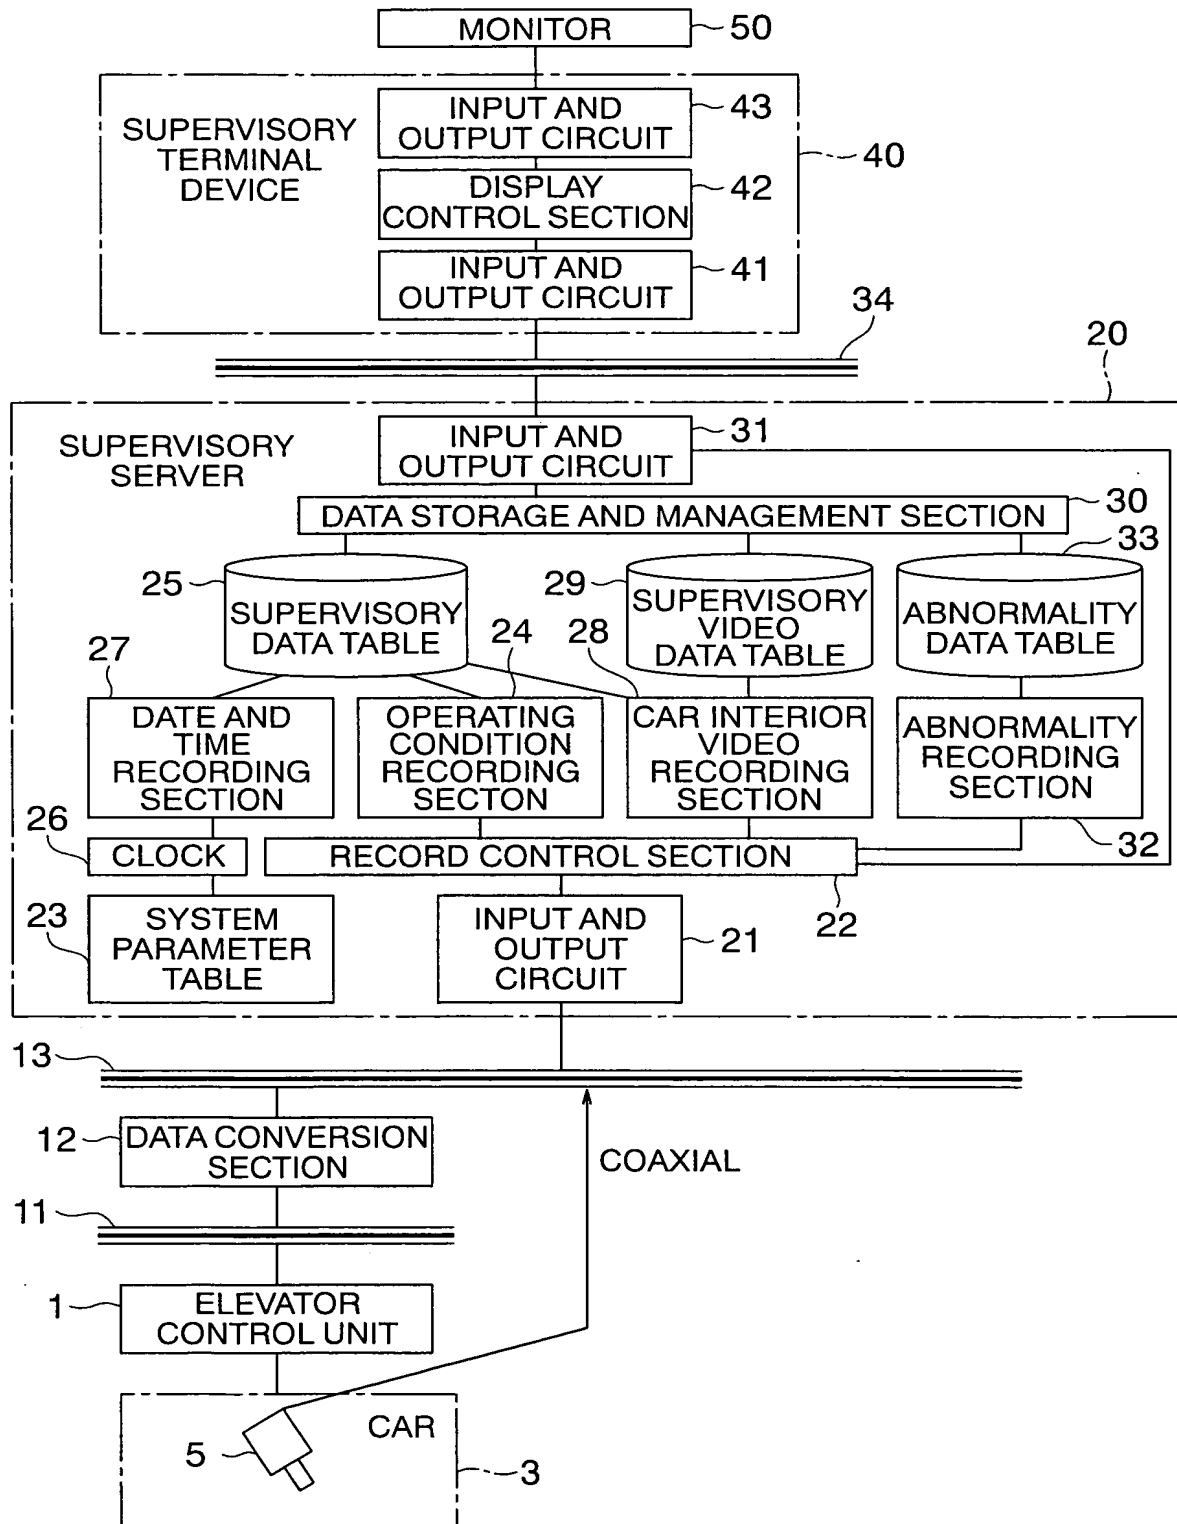 MONITOR
50
INPUT AND
OUTPUT CIRCUIT
43
SUPERVISORY
TERMINAL
DEVICE
40
DISPLAY
CONTROL SECTION
42
INPUT AND
OUTPUT CIRCUIT
41
34
20
SUPERVISORY
SERVER
INPUT AND
OUTPUT CIRCUIT
31
DATA STORAGE AND MANAGEMENT SECTION
30
25
SUPERVISORY
DATA TABLE
29
SUPERVISORY
VIDEO
DATA TABLE
33
ABNORMALITY
DATA TABLE
27
DATE AND
TIME
RECORDING
SECTION
24
OPERATING
CONDITION
RECORDING
SECTON
28
CAR INTERIOR
VIDEO
RECORDING
SECTION
ABNORMALITY
RECORDING
SECTION
32
26
CLOCK
RECORD CONTROL SECTION
22
23
SYSTEM
PARAMETER
TABLE
INPUT AND
OUTPUT
CIRCUIT
21
13
12
DATA CONVERSION
SECTION
COAXIAL
11
1
ELEVATOR
CONTROL UNIT
CAR
5
3